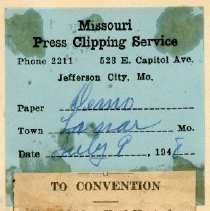 Missouri
Press Clipping Service
Phone 2211 523 E. Capitol Ave.
Jefferson City, Mo.
Paper Demo
Town Lamar Mo.
Date July 9, 1948
TO CONVENTION